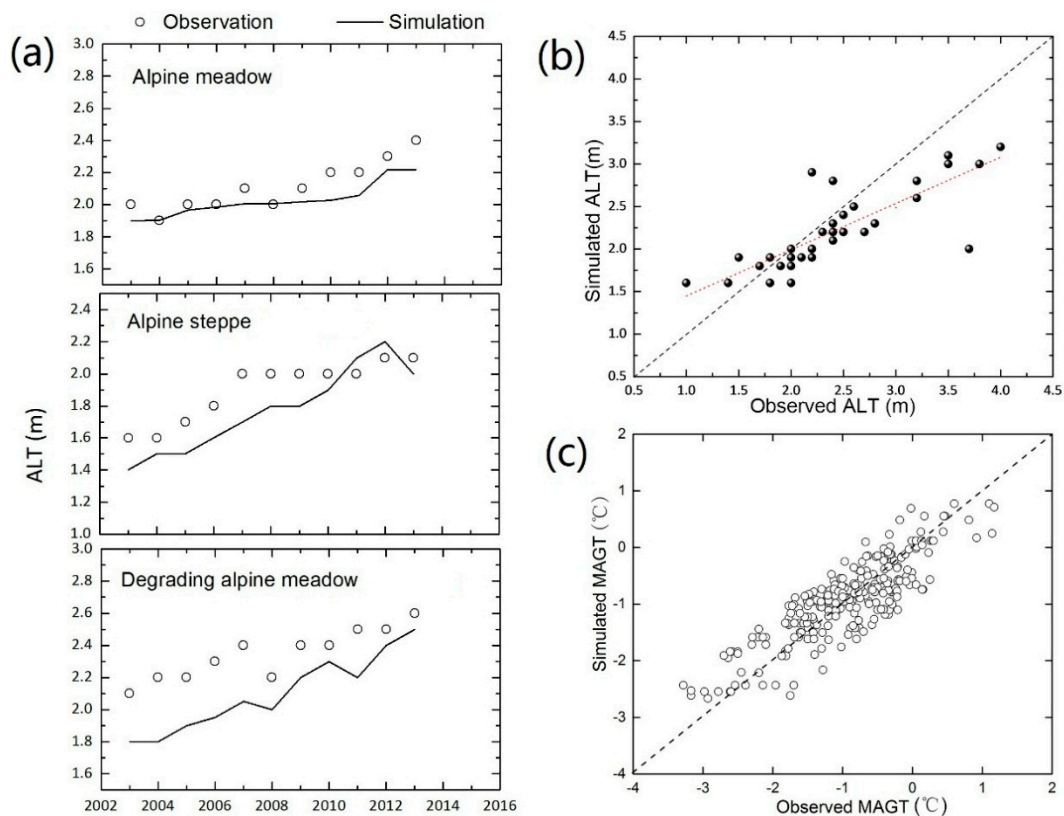 Observation
Simulation
(a)
3.0
2.8
2.6
2.4
2.2
2.0
1.8
1.6
Alpine meadow
2.4
2.2
2.0
1.8
1.6
1.4
1.2
1.0
Alpine steppe
3.0
2.8
2.6
2.4
2.2
2.0
1.8
1.6
1.4
Degrading alpine meadow
2002 2004 2006 2008 2010 2012 2014 2016
ALT (m)
(b)
4.5
4.0
3.5
3.0
2.5
2.0
1.5
1.0
0.5
0.5 1.0 1.5 2.0 2.5 3.0 3.5 4.0 4.5
Simulated ALT(m)
Observed ALT (m)
(c)
2
1
0
-1
-2
-3
-4
-4 -3 -2 -1 0 1 2
Simulated MAGT (℃)
Observed MAGT (℃)